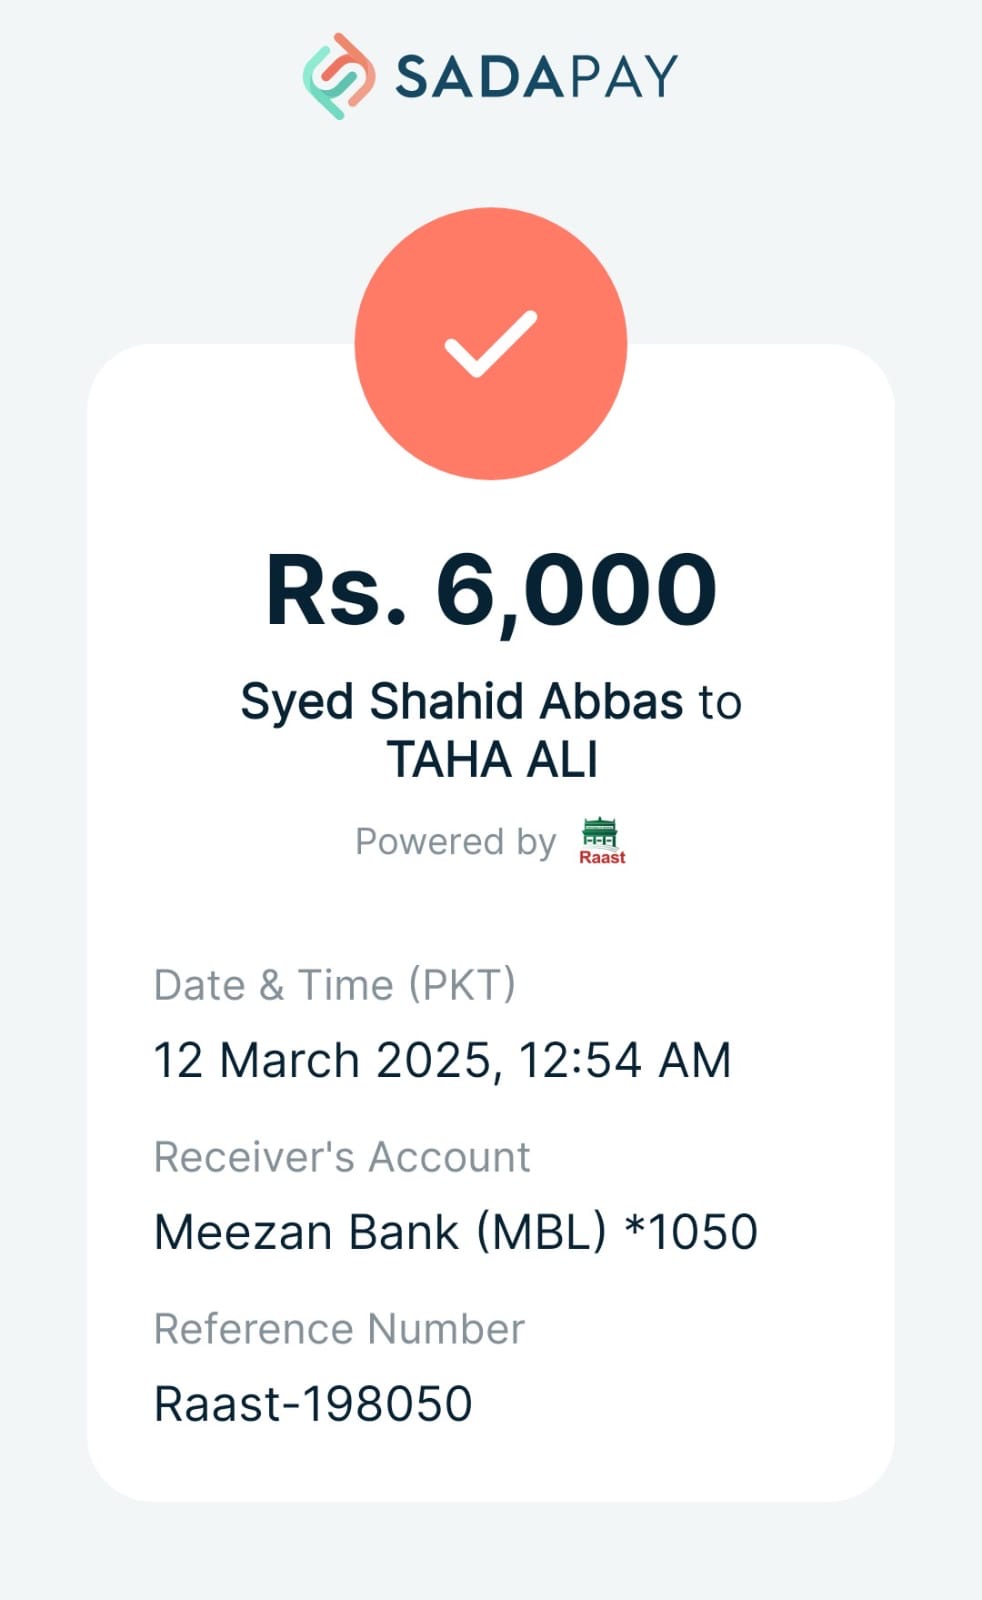 SADAPAY
Rs. 6,000
Syed Shahid Abbas to
TAHA ALI
Powered by Raast
Date & Time (PKT)
12 March 2025, 12:54 AM
Receiver's Account
Meezan Bank (MBL) *1050
Reference Number
Raast-198050